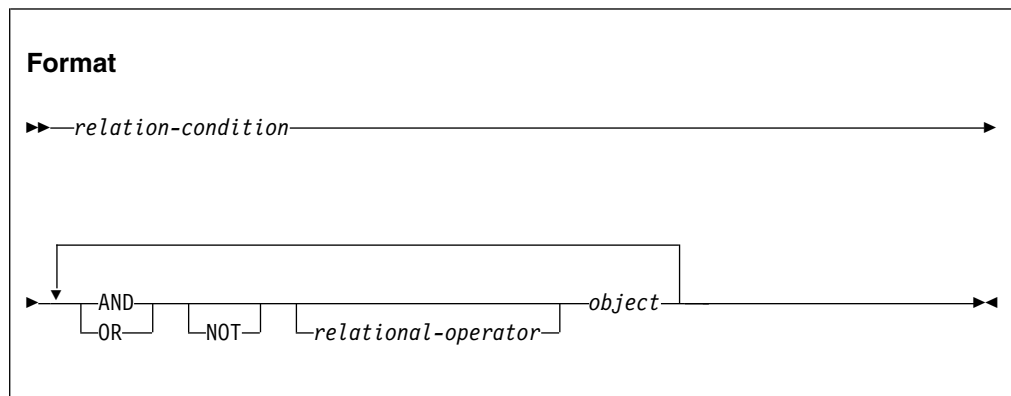 Format
relation-condition
AND object
OR NOT relational-operator